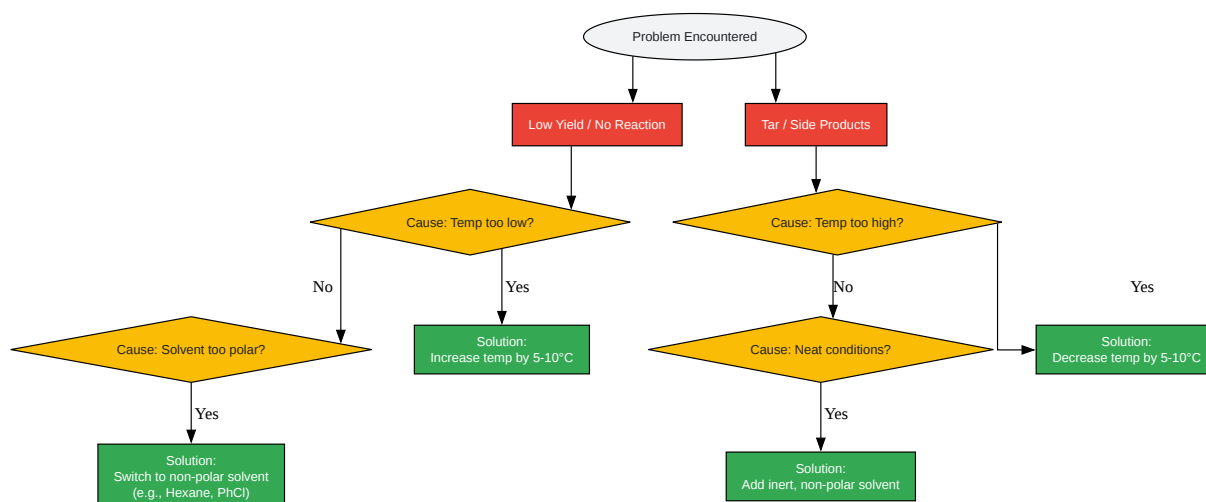 Problem Encountered
Low Yield / No Reaction
Tar / Side Products
Cause: Temp too low?
Cause: Temp too high?
No
Yes
No
Yes
Cause: Solvent too polar?
Solution:
Increase temp by 5-10°C
Cause: Neat conditions?
Solution:
Decrease temp by 5-10°C
Yes
Yes
Solution:
Switch to non-polar solvent
(e.g., Hexane, PhCl)
Solution:
Add inert, non-polar solvent